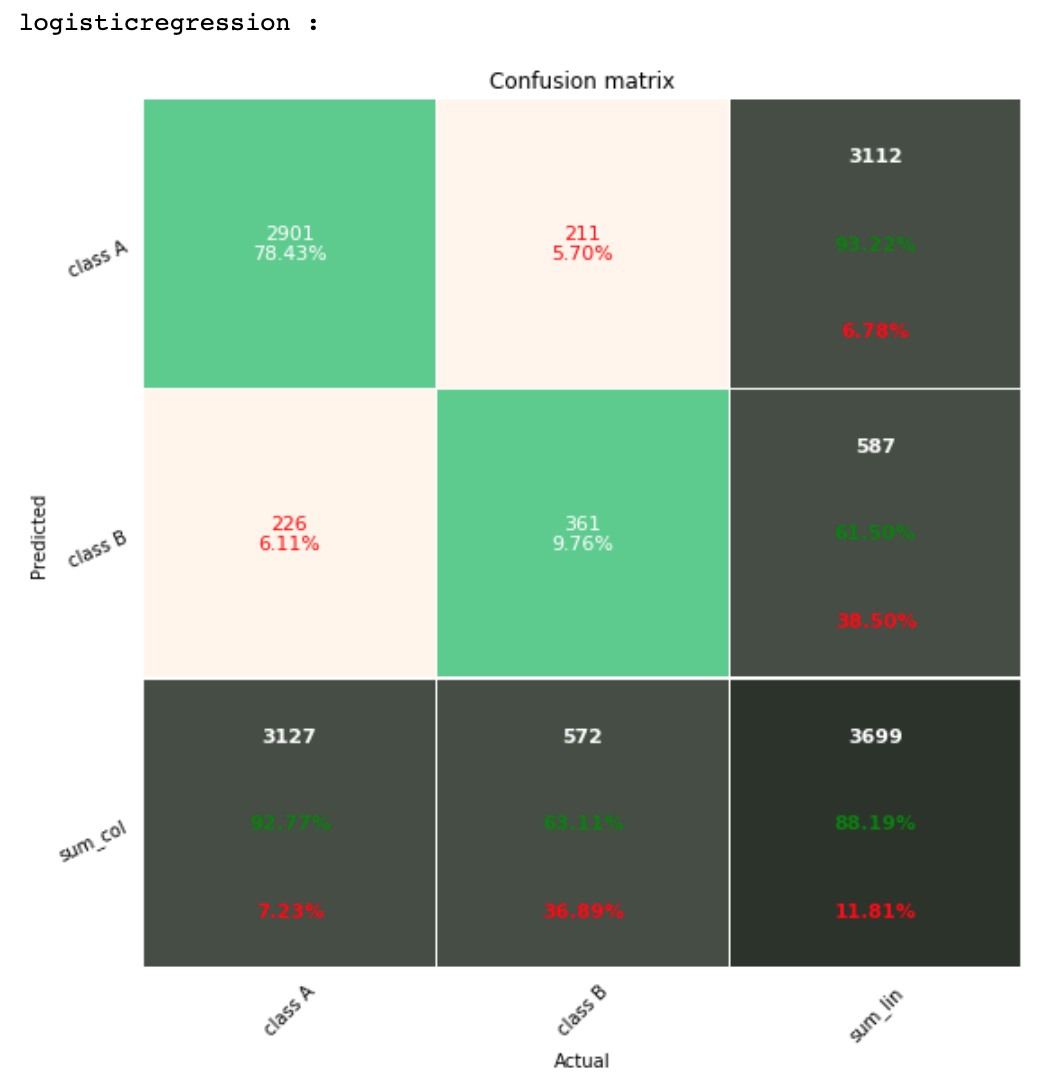 logisticregression :
Confusion matrix
class A
2901
78.43%
211
5.70%
3112
93.22%
6.78%
Predicted
class B
226
6.11%
361
9.76%
587
61.50%
38.50%
sum_col
3127
92.77%
7.23%
572
63.11%
36.89%
3699
88.19%
11.81%
class A
class B
sum_lin
Actual